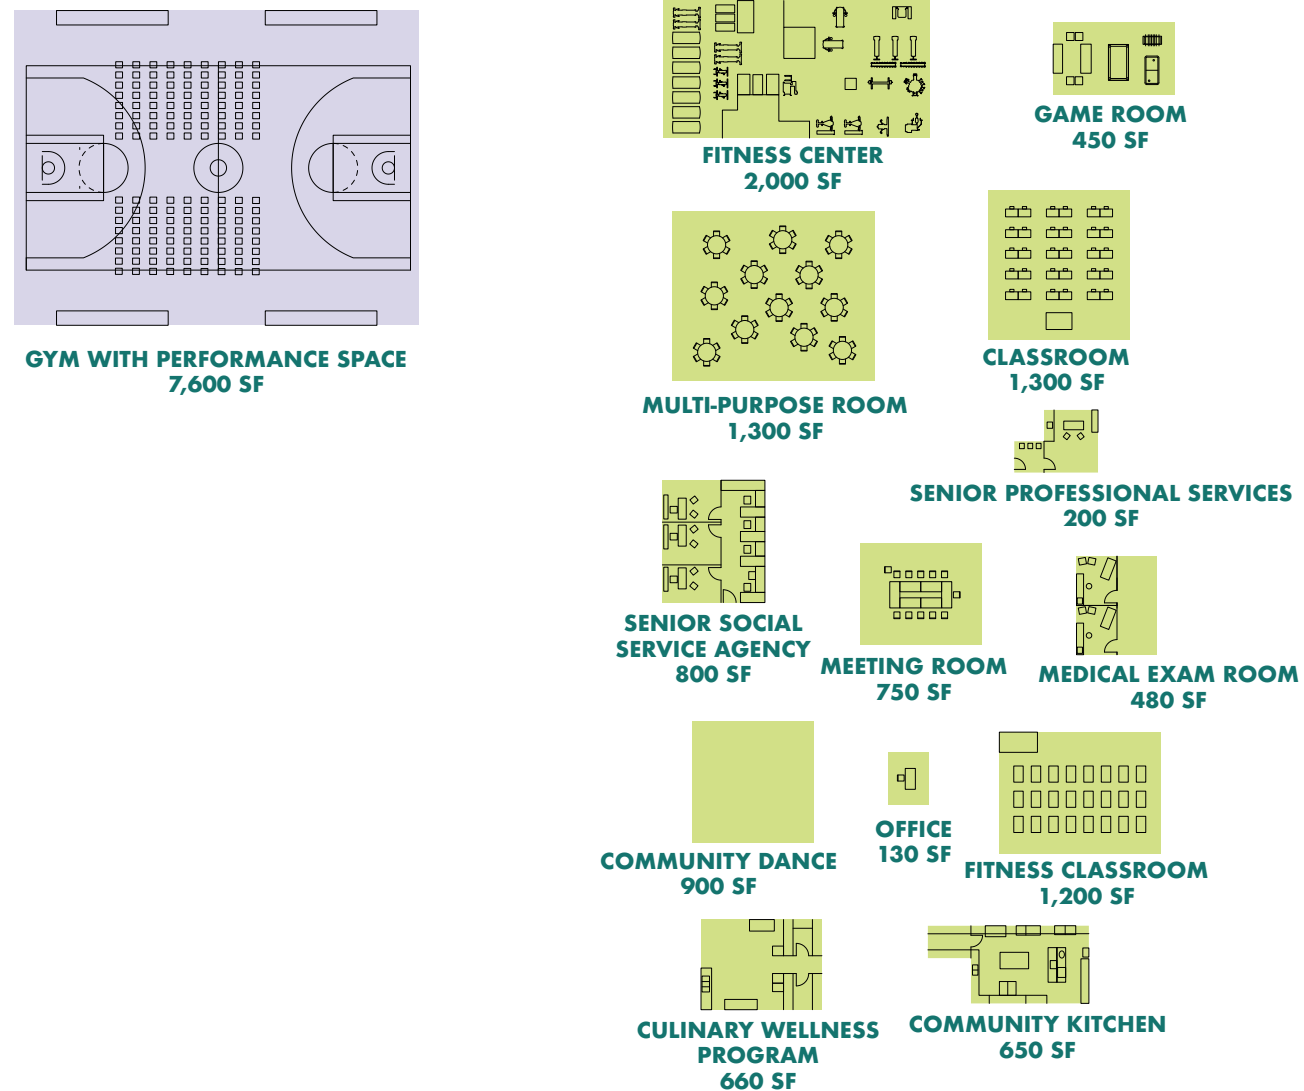 FITNESS CENTER
2,000 SF
GAME ROOM
450 SF
GYM WITH PERFORMANCE SPACE
7,600 SF
MULTI-PURPOSE ROOM
1,300 SF
CLASSROOM
1,300 SF
SENIOR PROFESSIONAL SERVICES
200 SF
SENIOR SOCIAL
SERVICE AGENCY
800 SF
MEETING ROOM
750 SF
MEDICAL EXAM ROOM
480 SF
COMMUNITY DANCE
900 SF
OFFICE
130 SF
FITNESS CLASSROOM
1,200 SF
CULINARY WELLNESS
PROGRAM
660 SF
COMMUNITY KITCHEN
650 SF